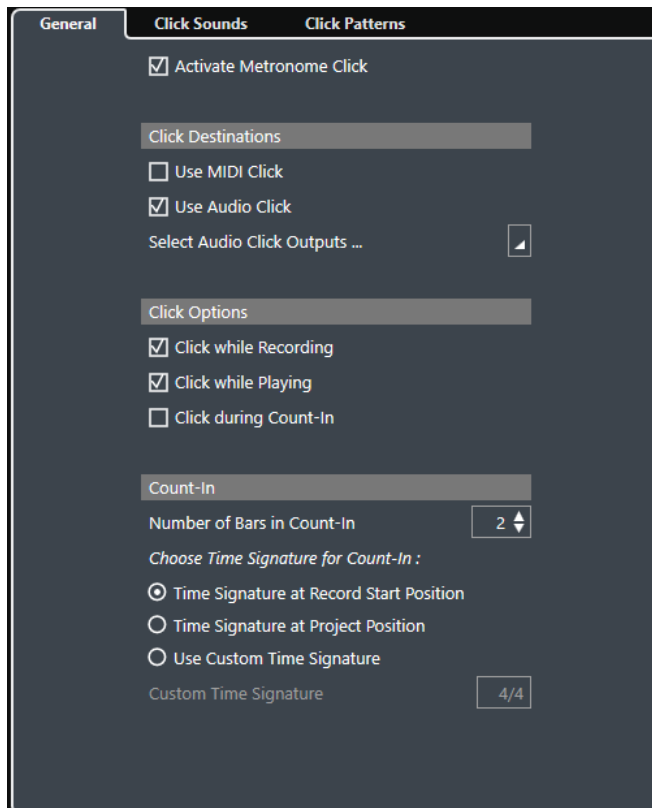 General Click Sounds Click Patterns
Activate Metronome Click
Click Destinations
Use MIDI Click
Use Audio Click
Select Audio Click Outputs ...
Click Options
Click while Recording
Click while Playing
Click during Count-In
Count-In
Number of Bars in Count-In 2
Choose Time Signature for Count-In :
Time Signature at Record Start Position
Time Signature at Project Position
Use Custom Time Signature
Custom Time Signature 4/4